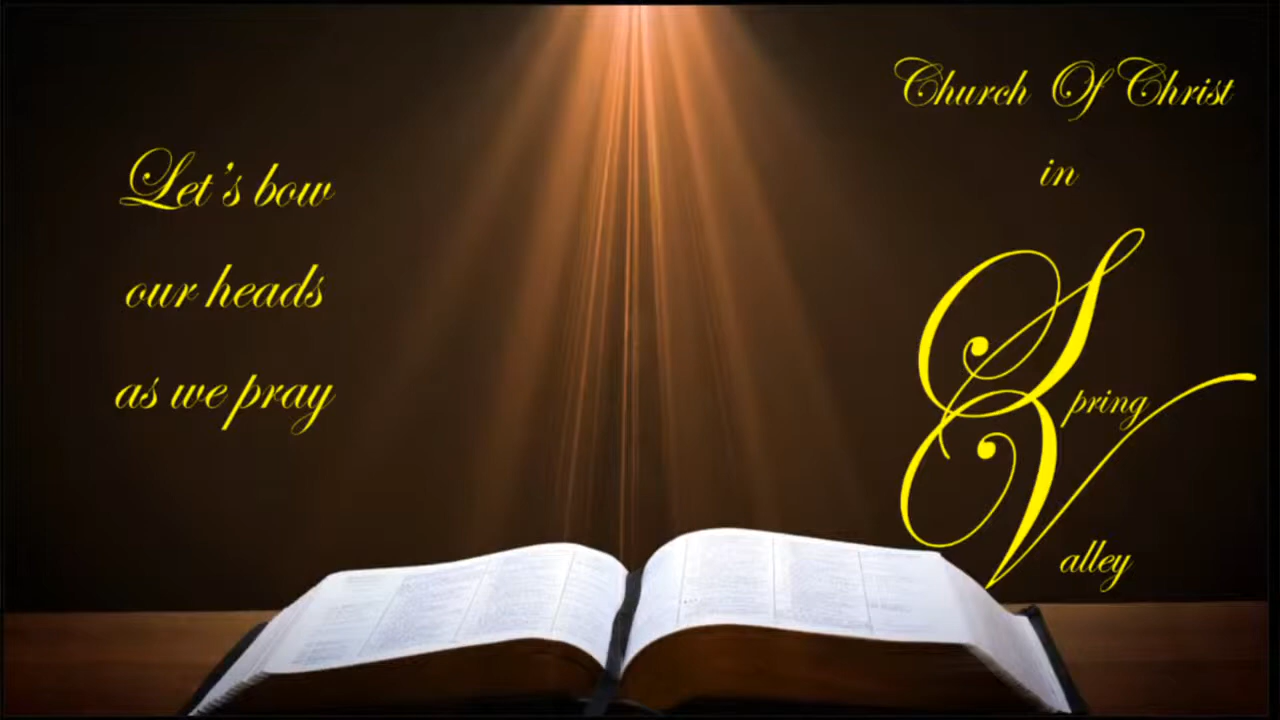 Let's bow
our heads
as we pray
Church Of Christ
in
Spring
Valley